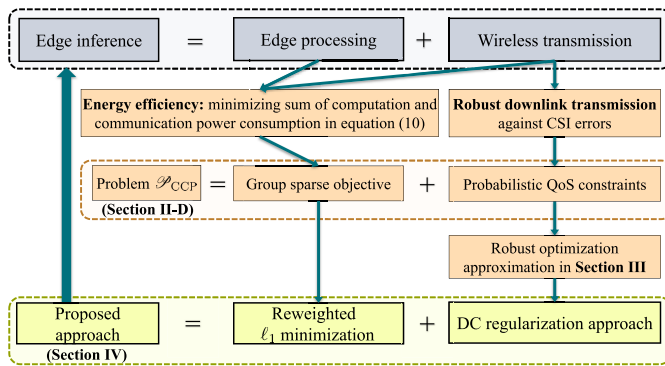 Edge inference = Edge processing + Wireless transmission
Energy efficiency: minimizing sum of computation and
communication power consumption in equation (10)
Robust downlink transmission
against CSI errors
Problem 𝒫CCP = Group sparse objective + Probabilistic QoS constraints
(Section II-D)
Robust optimization
approximation in Section III
Proposed
approach
= Reweighted
ℓ1 minimization
+ DC regularization approach
(Section IV)